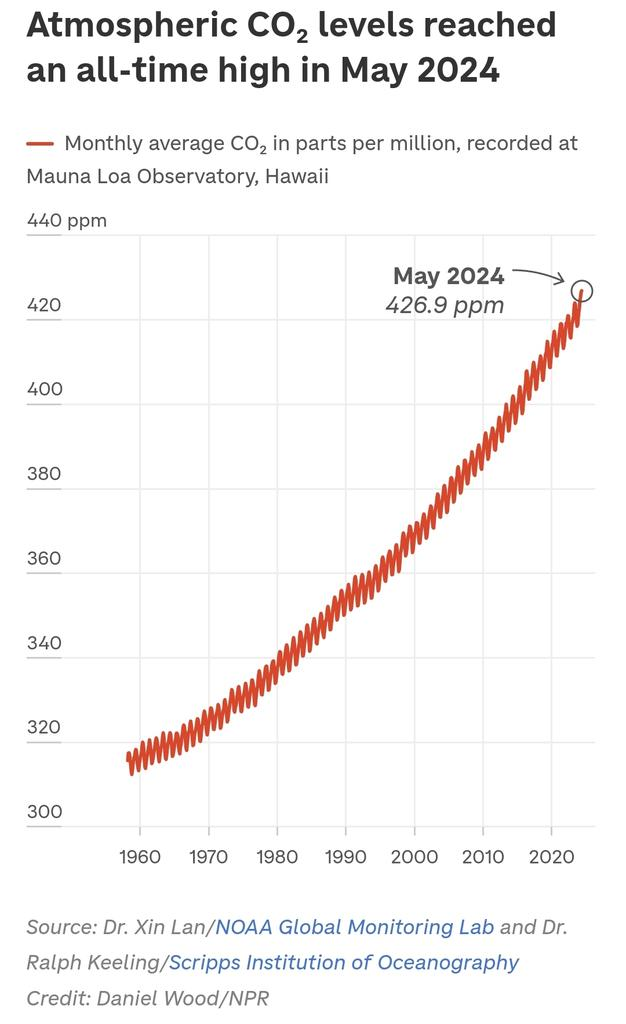 Atmospheric CO₂ levels reached
an all-time high in May 2024
Monthly average CO₂ in parts per million, recorded at
Mauna Loa Observatory, Hawaii
440 ppm
May 2024
426.9 ppm
420
400
380
360
340
320
300
1960 1970 1980 1990 2000 2010 2020
Source: Dr. Xin Lan/NOAA Global Monitoring Lab and Dr.
Ralph Keeling/Scripps Institution of Oceanography
Credit: Daniel Wood/NPR